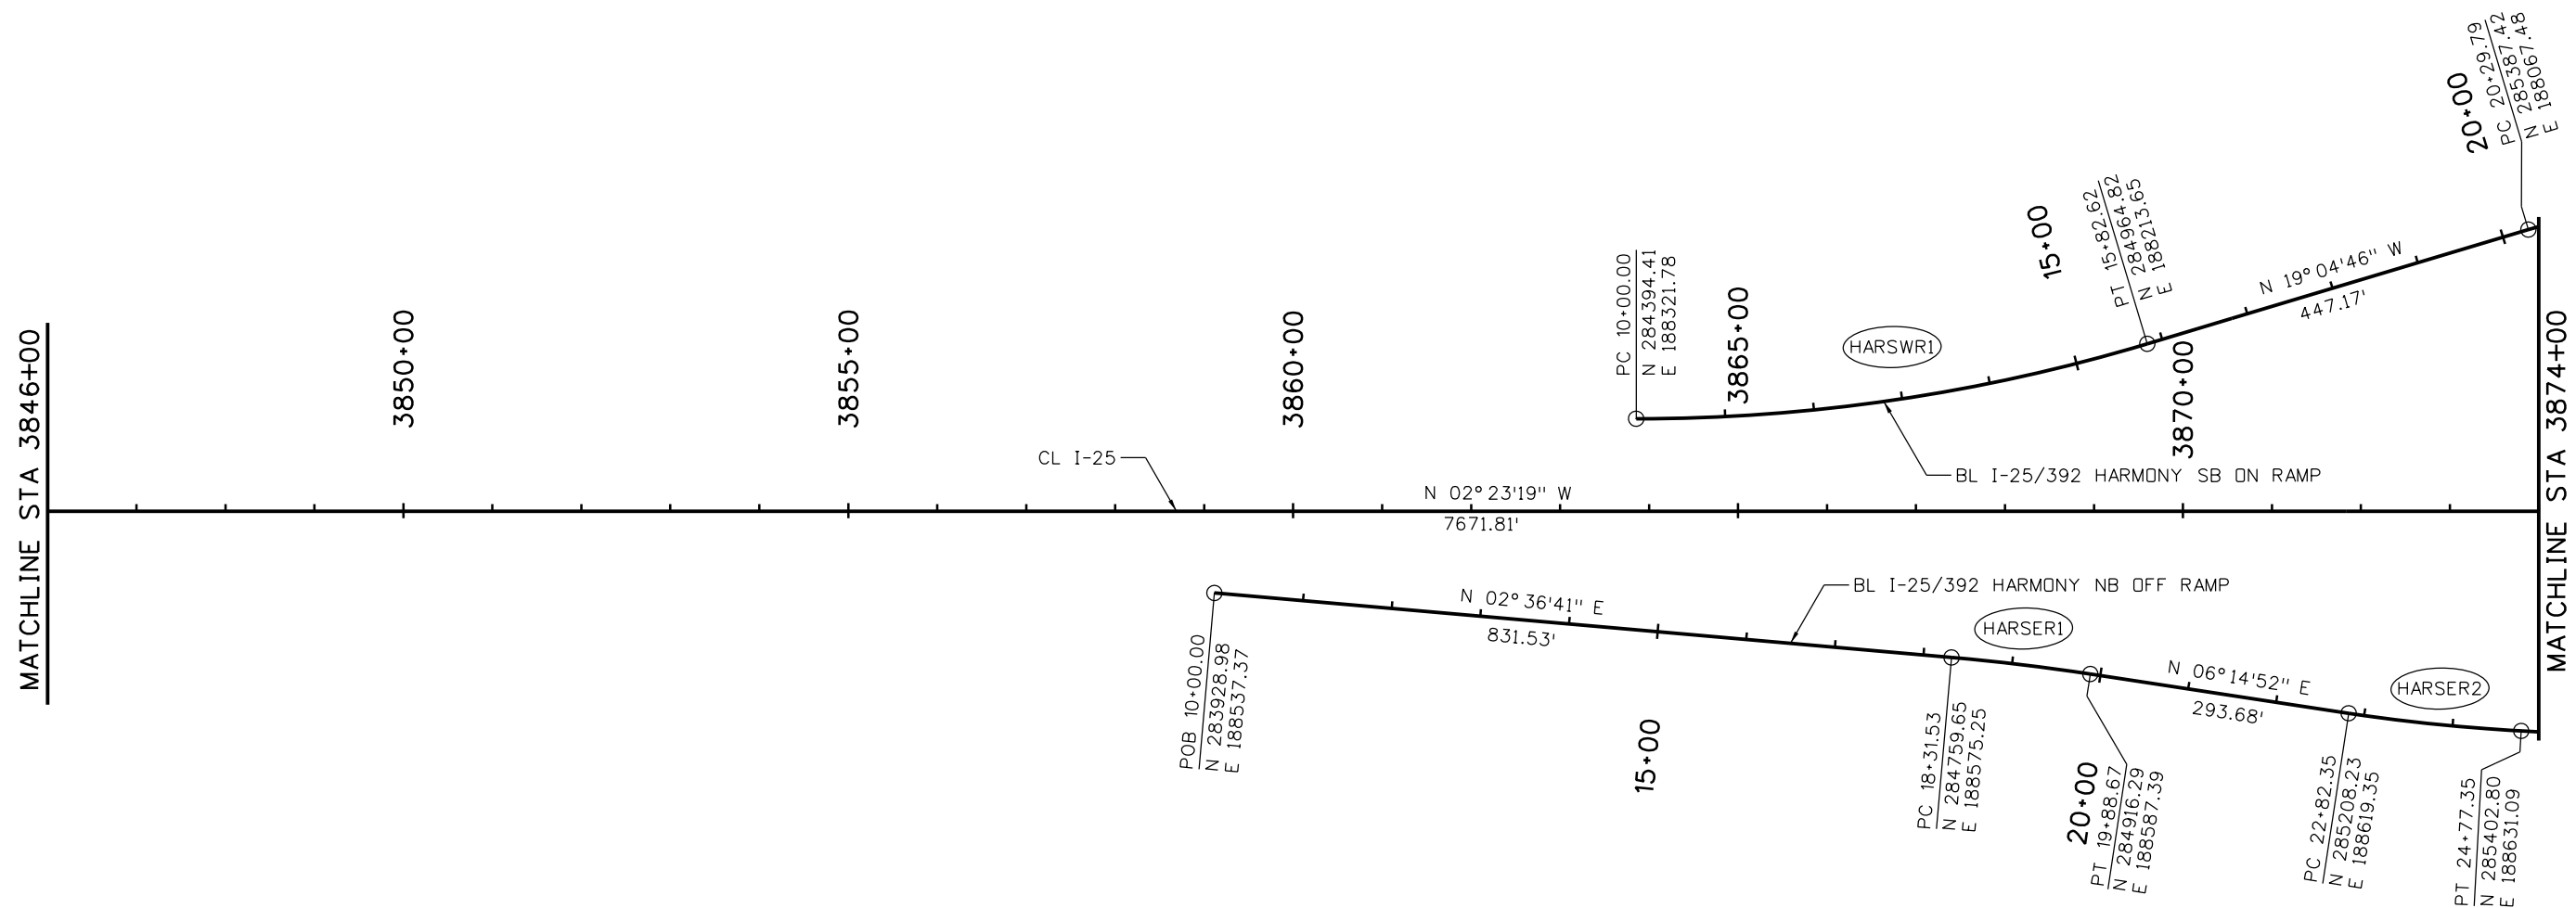 MATCHLINE STA 3846+00
3850+00
3855+00
3860+00
3865+00
3870+00
MATCHLINE STA 3874+00
CL I-25
N 02°23'19" W
7671.81'
PC 10+00.00
N 284394.41
E 188321.78
HARSWR1
15+00
PT 15+82.62
N 284964.82
E 188213.65
N 19°04'46" W
447.17'
20+00
PC 20+29.79
N 285387.42
E 188067.48
BL I-25/392 HARMONY SB ON RAMP
POB 10+00.00
N 283928.98
E 188537.37
N 02°36'41" E
831.53'
BL I-25/392 HARMONY NB OFF RAMP
HARSER1
15+00
PC 18+31.53
N 284759.65
E 188575.25
20+00
PT 19+88.67
N 284916.29
E 188587.39
N 06°14'52" E
293.68'
HARSER2
PC 22+82.35
N 285208.23
E 188619.35
PT 24+77.35
N 285402.80
E 188631.09